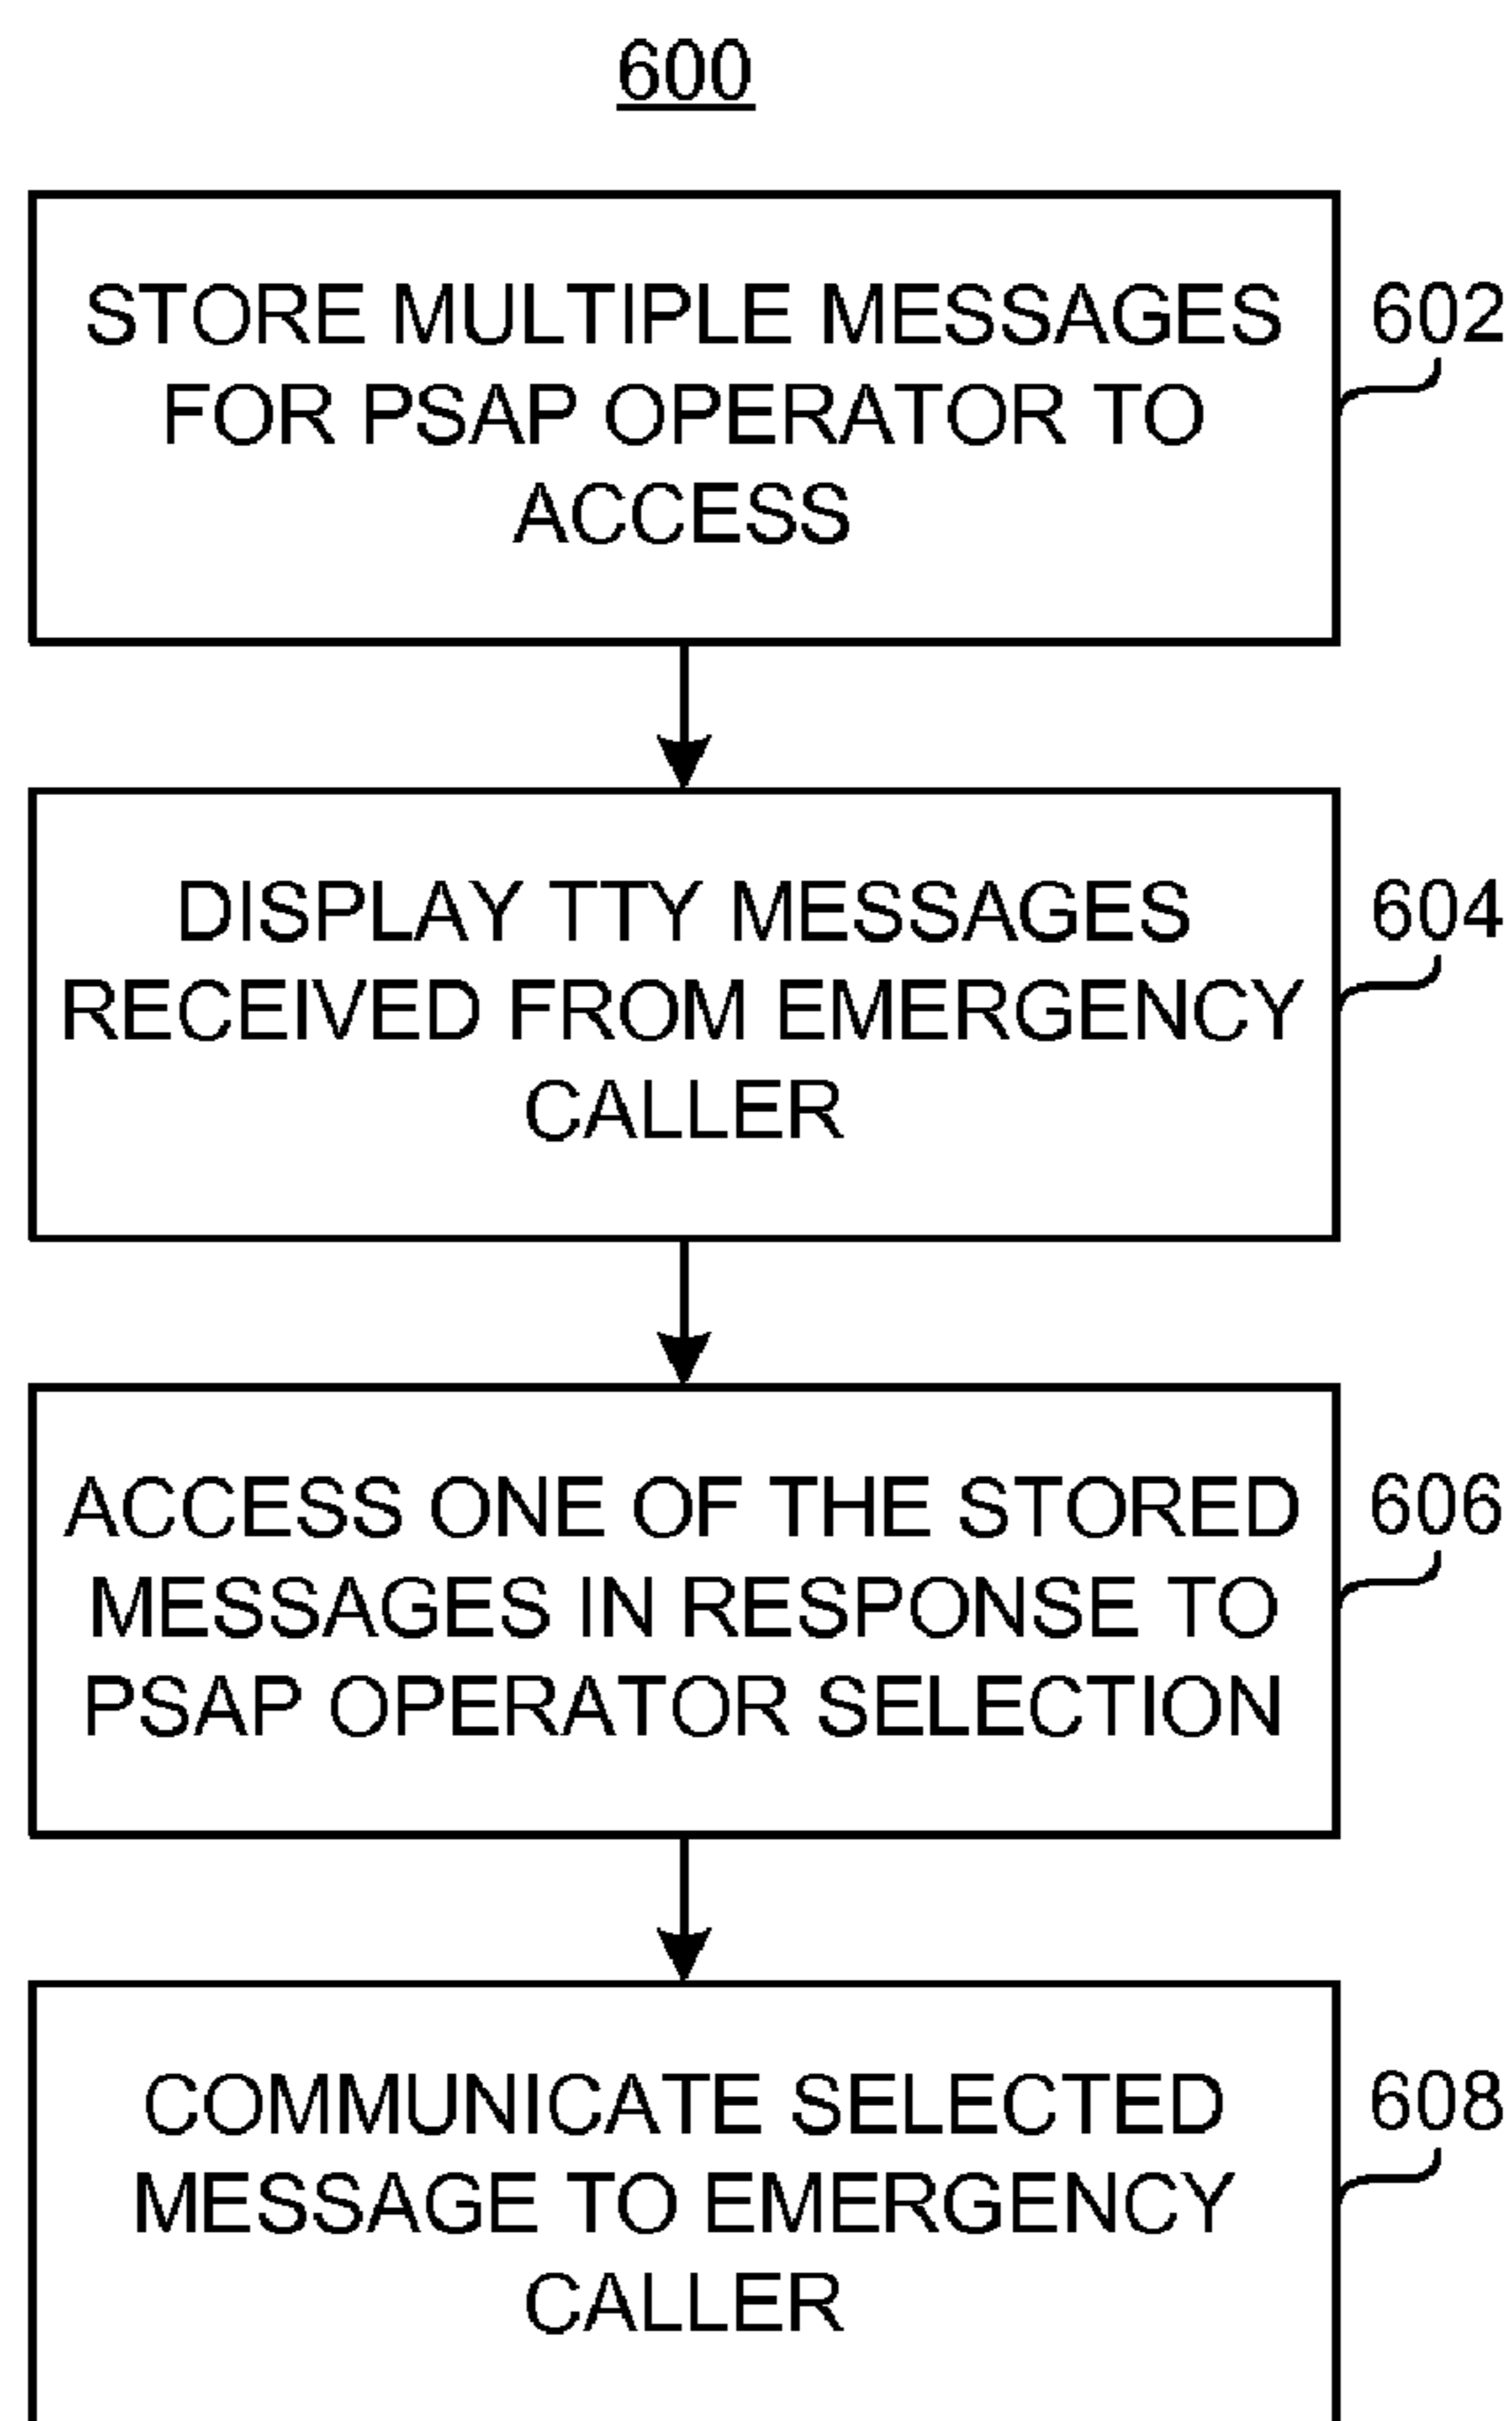 600
STORE MULTIPLE MESSAGES
FOR PSAP OPERATOR TO
ACCESS
602
DISPLAY TTY MESSAGES
RECEIVED FROM EMERGENCY
CALLER
604
ACCESS ONE OF THE STORED
MESSAGES IN RESPONSE TO
PSAP OPERATOR SELECTION
606
COMMUNICATE SELECTED
MESSAGE TO EMERGENCY
CALLER
608